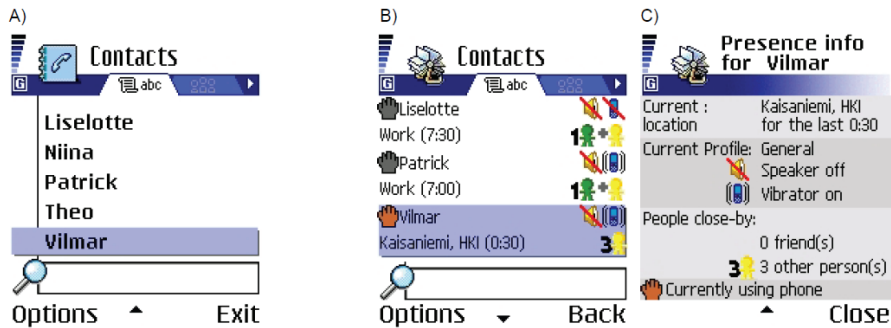 A)
Contacts
G
abc
Liselotte
Niina
Patrick
Theo
Vilmar
Options
Exit
B)
Contacts
G
abc
Liselotte
Work (7:30)
1 +
Patrick
Work (7:00)
1 +
Vilmar
Kaisaniemi, HKI (0:30)
3
Options
Back
C)
Presence info
for Vilmar
G
Current : Kaisaniemi, HKI
location for the last 0:30
Current Profile: General
Speaker off
Vibrator on
People close-by:
0 friend(s)
3 3 other person(s)
Currently using phone
Close